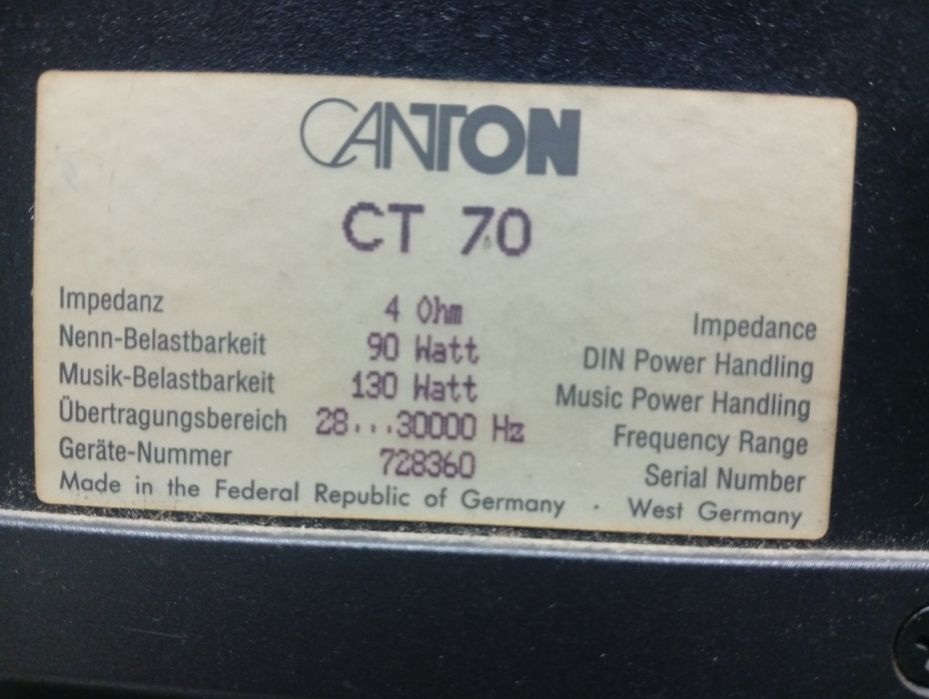 CANTON
CT 70
Impedanz 4 Ohm Impedance
Nenn-Belastbarkeit 90 Watt DIN Power Handling
Musik-Belastbarkeit 130 Watt Music Power Handling
Übertragungsbereich 28...30000 Hz Frequency Range
Geräte-Nummer 728360 Serial Number
Made in the Federal Republic of Germany · West Germany